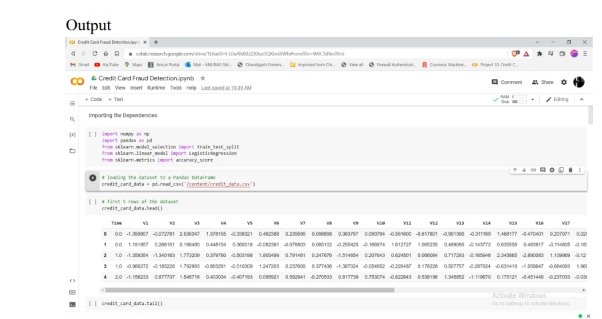 Output
Credit Card Fraud Detection.ipynb
Gmail YouTube Maps
Credit Card Fraud Detection.ipynb
File Edit View Insert Runtime Tools Help Last saved at 10:39 AM
Comment Share
+ Code + Text
RAM
Disk
Editing
Importing the Dependencies
[ ] import numpy as np
import pandas as pd
from sklearn.model_selection import train_test_split
from sklearn.linear_model import LogisticRegression
from sklearn.metrics import accuracy_score
# loading the dataset to a Pandas DataFrame
credit_card_data = pd.read_csv('/content/credit_data.csv')
[ ] # first 5 rows of the dataset
credit_card_data.head()
Time V1 V2 V3 V4 V5 V6 V7 V8 V9 V10 V11 V12 V13 V14 V15 V16 V17
0 0.0 -1.359807 -0.072781 2.536347 1.378155 -0.338321 0.462388 0.239599 0.098698 0.363787 0.090794 -0.551600 -0.617801 -0.991390 -0.311169 1.468177 -0.470401 0.207971
1 0.0 1.191857 0.266151 0.166480 0.448154 0.060018 -0.082361 -0.078803 0.085102 -0.255425 -0.166974 1.612727 1.065235 0.489095 -0.143772 0.635558 0.463917 -0.114805
2 1.0 -1.358354 -1.340163 1.773209 0.379780 -0.503198 1.800499 0.791461 0.247676 -1.514654 0.207643 0.624501 0.066084 0.717293 -0.165946 2.345865 -2.890083 1.109969
3 1.0 -0.966272 -0.185226 1.792993 -0.863291 -0.010309 1.247203 0.237609 0.377436 -1.387024 -0.054952 -0.226487 0.178228 0.507757 -0.287924 -0.631418 -1.059647 -0.684093
4 2.0 -1.158233 0.877737 1.548718 0.403034 -0.407193 0.095921 0.592941 -0.270533 0.817739 0.753074 -0.822843 0.538196 1.345852 -1.119670 0.175121 -0.451449 -0.237033
[ ] credit_card_data.tail()
Activate Windows
Go to Settings to activate Windows.